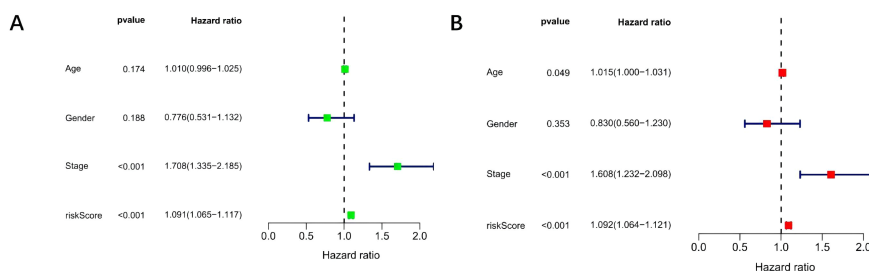 A
pvalue Hazard ratio
Age 0.174 1.010(0.996−1.025)
Gender 0.188 0.776(0.531−1.132)
Stage <0.001 1.708(1.335−2.185)
riskScore <0.001 1.091(1.065−1.117)
0.0 0.5 1.0 1.5 2.0
Hazard ratio
B
pvalue Hazard ratio
Age 0.049 1.015(1.000−1.031)
Gender 0.353 0.830(0.560−1.230)
Stage <0.001 1.608(1.232−2.098)
riskScore <0.001 1.092(1.064−1.121)
0.0 0.5 1.0 1.5 2.0
Hazard ratio